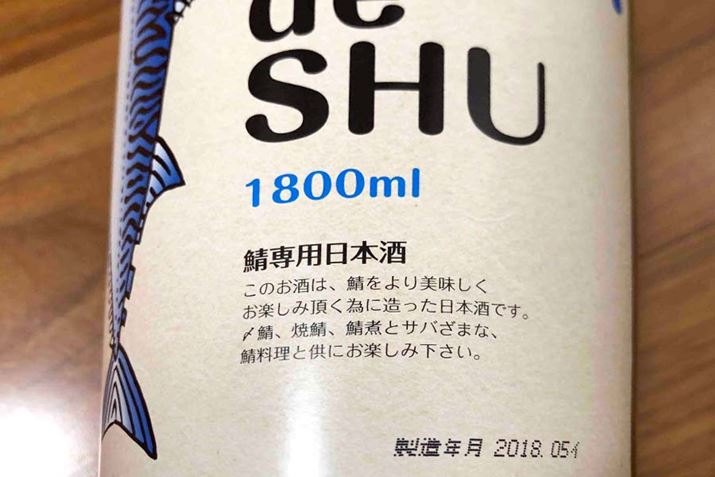 de
SHU
1800ml
鯖専用日本酒
このお酒は、鯖をより美味しく
お楽しみ頂く為に造った日本酒です。
〆鯖、焼鯖、鯖煮とサバざまな、
鯖料理と供にお楽しみ下さい。
製造年月 2018.05